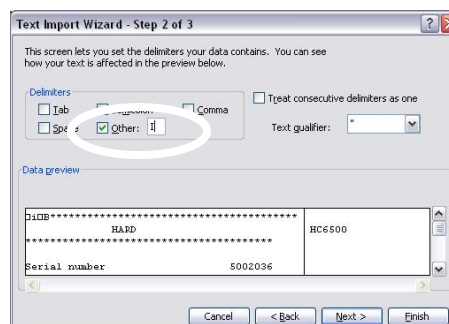 Text Import Wizard - Step 2 of 3
?
This screen lets you set the delimiters your data contains. You can see
how your text is affected in the preview below.
Delimiters
Tab Comma
Treat consecutive delimiters as one
Other: I
Text qualifier: "
Data preview
****************************************
HARD HC6500
****************************************
Serial number 5002036
Cancel < Back Next > Finish